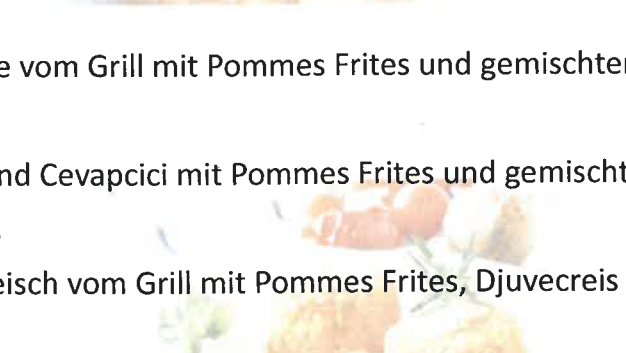 e vom Grill mit Pommes Frites und gemischter
nd Cevapcici mit Pommes Frites und gemischt
eisch vom Grill mit Pommes Frites, Djuvecreis